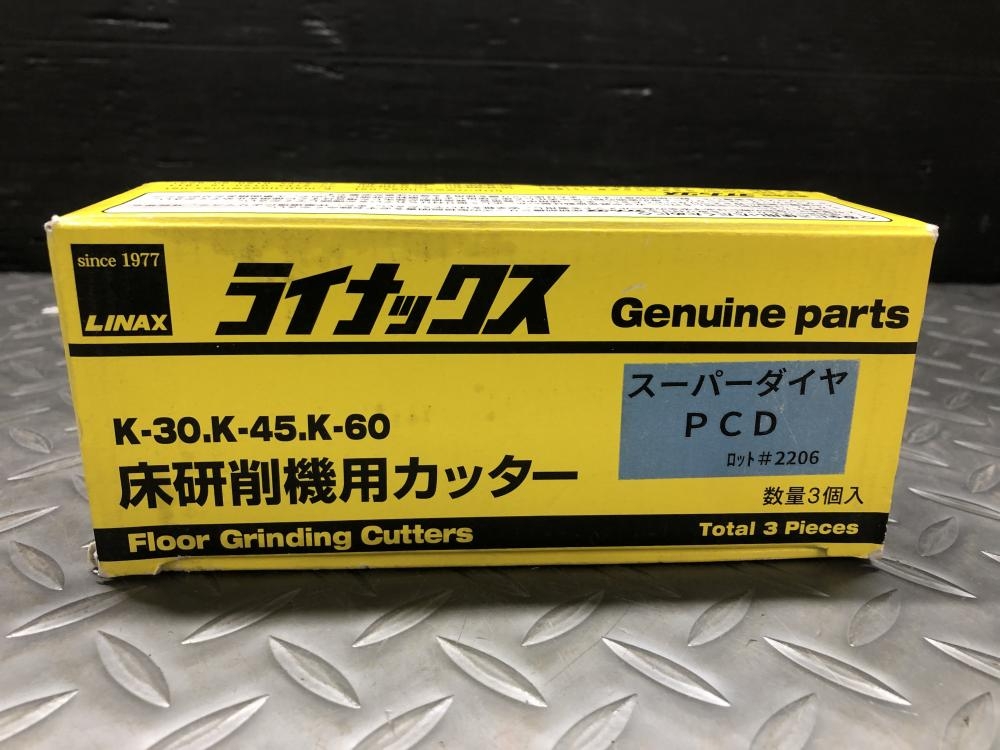 since 1977
LINAX
ライナックス
Genuine parts
K-30.K-45.K-60
床研削機用カッター
スーパーダイヤ
PCD
ﾛｯﾄ#2206
数量3個入
Floor Grinding Cutters
Total 3 Pieces